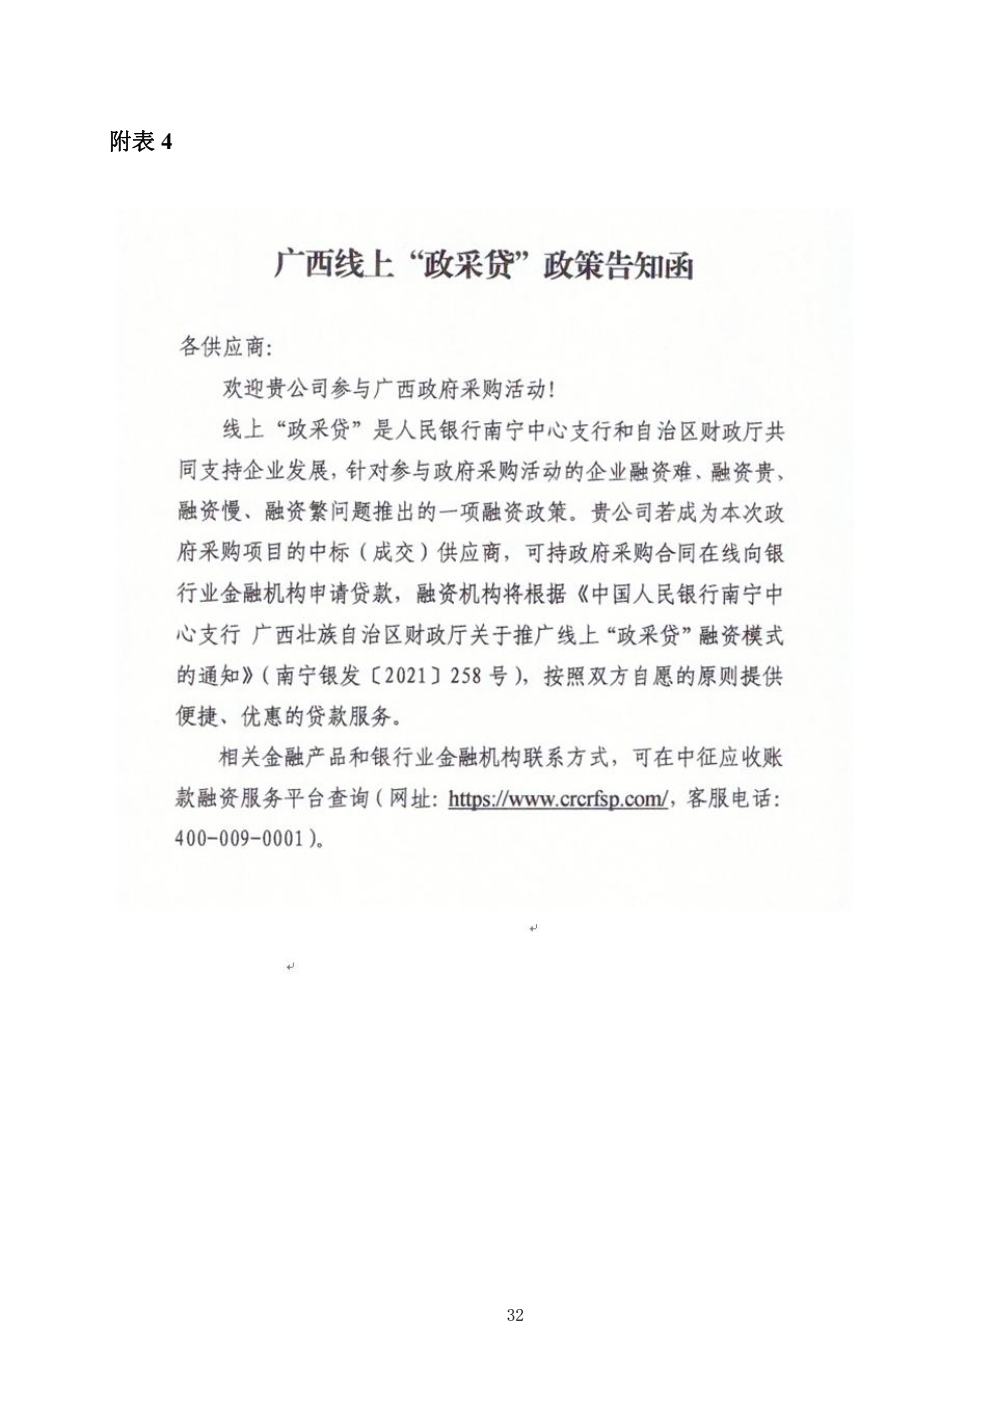 附表 4
广西线上“政采贷”政策告知函
各供应商:
欢迎贵公司参与广西政府采购活动!
线上“政采贷”是人民银行南宁中心支行和自治区财政厅共
同支持企业发展，针对参与政府采购活动的企业融资难、融资贵、
融资慢、融资繁问题推出的一项融资政策。贵公司若成为本次政
府采购项目的中标（成交）供应商，可持政府采购合同在线向银
行业金融机构申请贷款，融资机构将根据《中国人民银行南宁中
心支行 广西壮族自治区财政厅关于推广线上“政采贷”融资模式
的通知》（南宁银发〔2021〕258 号），按照双方自愿的原则提供
便捷、优惠的贷款服务。
相关金融产品和银行业金融机构联系方式，可在中征应收账
款融资服务平台查询（网址: https://www.crcrfsp.com/，客服电话:
400-009-0001）。
32